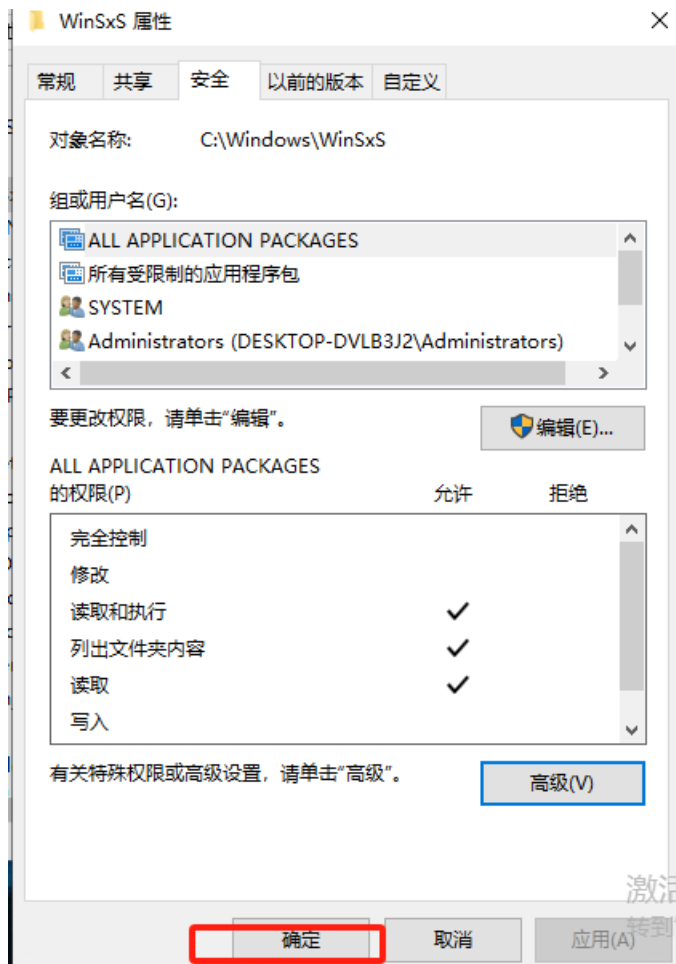 WinSxS 属性
常规 共享 安全 以前的版本 自定义
对象名称: C:\Windows\WinSxS
组或用户名(G):
ALL APPLICATION PACKAGES
所有受限制的应用程序包
SYSTEM
Administrators (DESKTOP-DVLB3J2\Administrators)
要更改权限，请单击"编辑"。
编辑(E)...
ALL APPLICATION PACKAGES
的权限(P) 允许 拒绝
完全控制
修改
读取和执行
列出文件夹内容
读取
写入
有关特殊权限或高级设置，请单击"高级"。
高级(V)
激活
转到
确定 取消 应用(A)